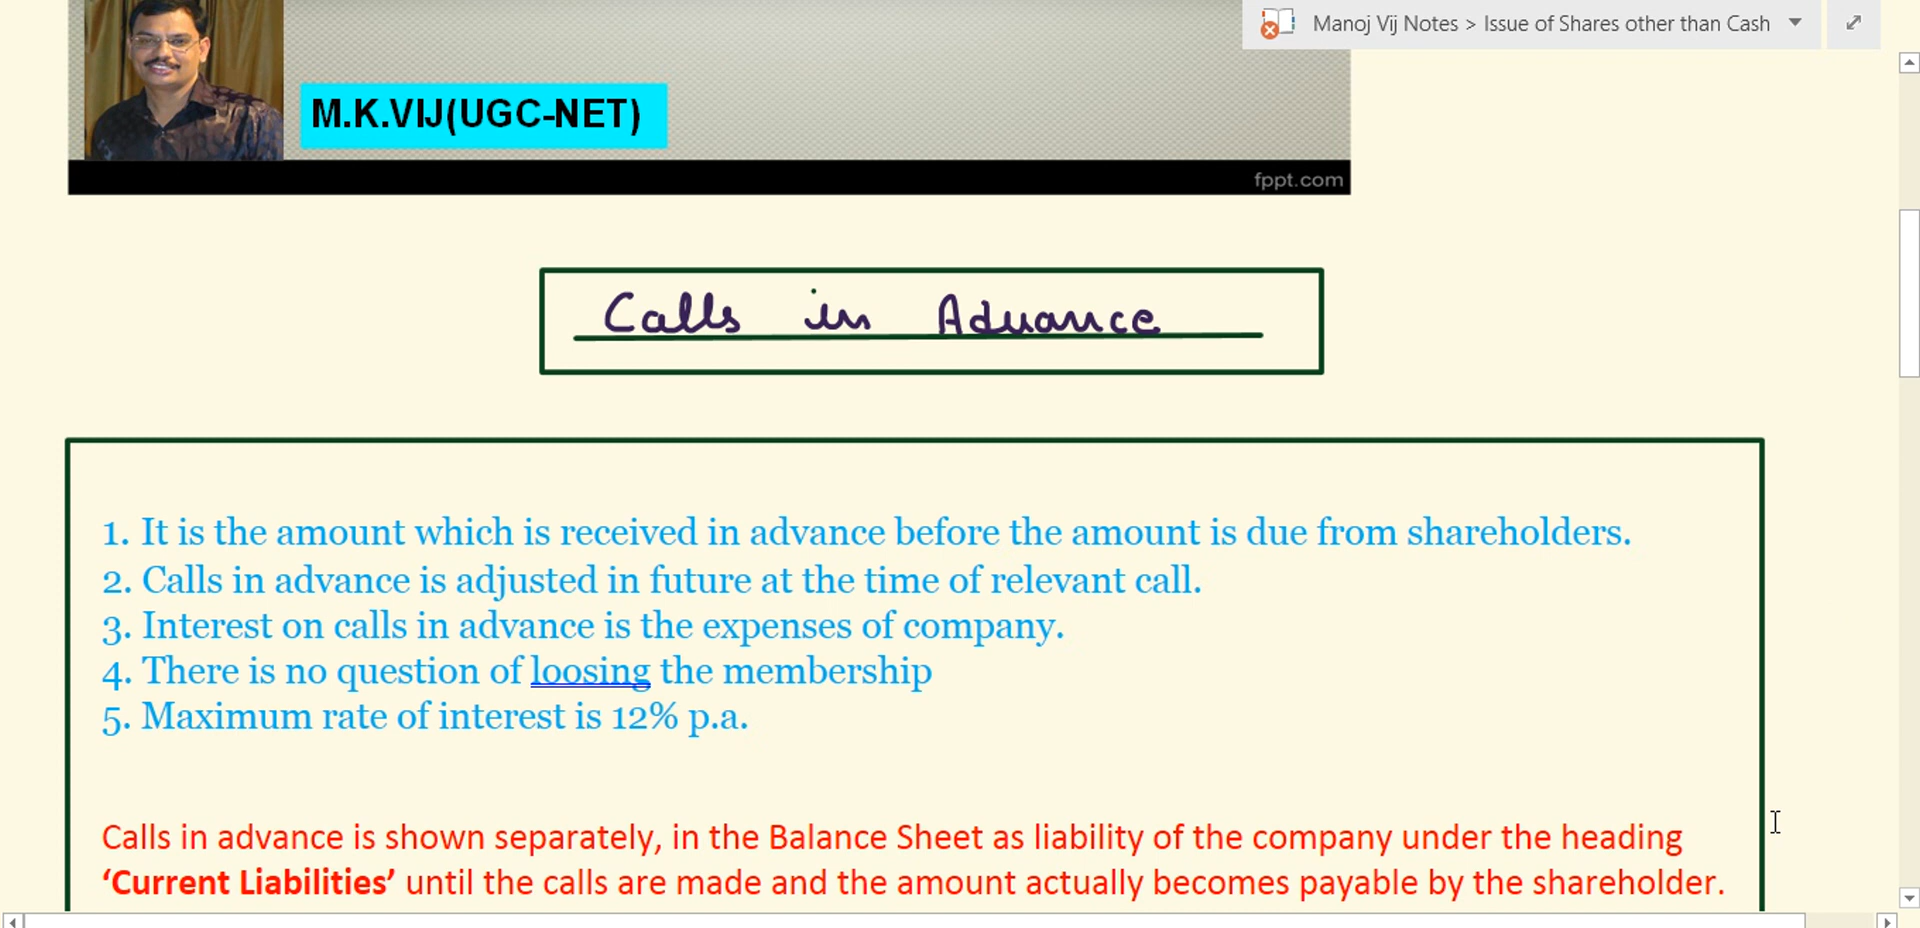 Manoj Vij Notes > Issue of Shares other than Cash
M.K.VIJ(UGC-NET)
fppt.com
Calls in Advance
1. It is the amount which is received in advance before the amount is due from shareholders.
2. Calls in advance is adjusted in future at the time of relevant call.
3. Interest on calls in advance is the expenses of company.
4. There is no question of loosing the membership
5. Maximum rate of interest is 12% p.a.
Calls in advance is shown separately, in the Balance Sheet as liability of the company under the heading
‘Current Liabilities’ until the calls are made and the amount actually becomes payable by the shareholder.